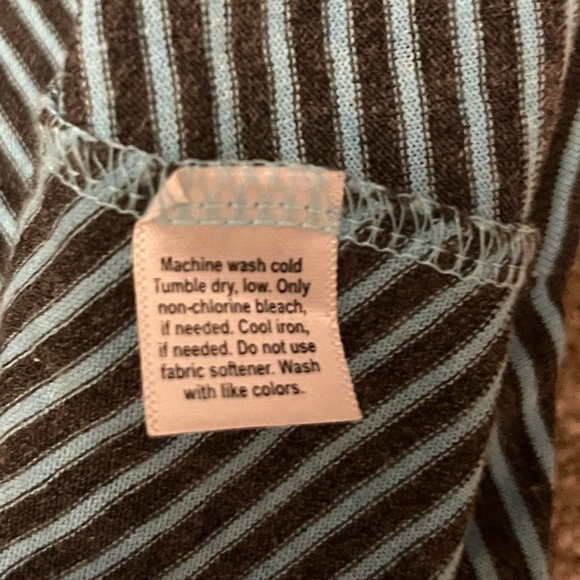 Machine wash cold
Tumble dry, low. Only
non-chlorine bleach,
if needed. Cool iron,
if needed. Do not use
fabric softener. Wash
with like colors.